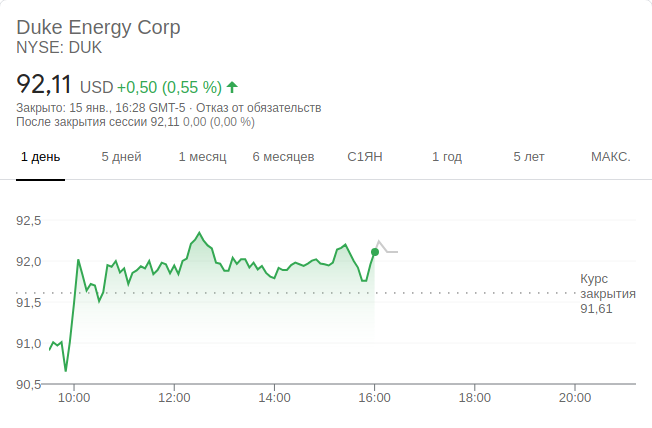 Duke Energy Corp
NYSE: DUK
92,11 USD +0,50 (0,55 %)
Закрыто: 15 янв., 16:28 GMT-5 · Отказ от обязательств
После закрытия сессии 92,11 0,00 (0,00 %)
1 день 5 дней 1 месяц 6 месяцев С1ЯН 1 год 5 лет МАКС.
92,5
92,0
91,5
91,0
90,5
Курс
закрытия
91,61
10:00 12:00 14:00 16:00 18:00 20:00